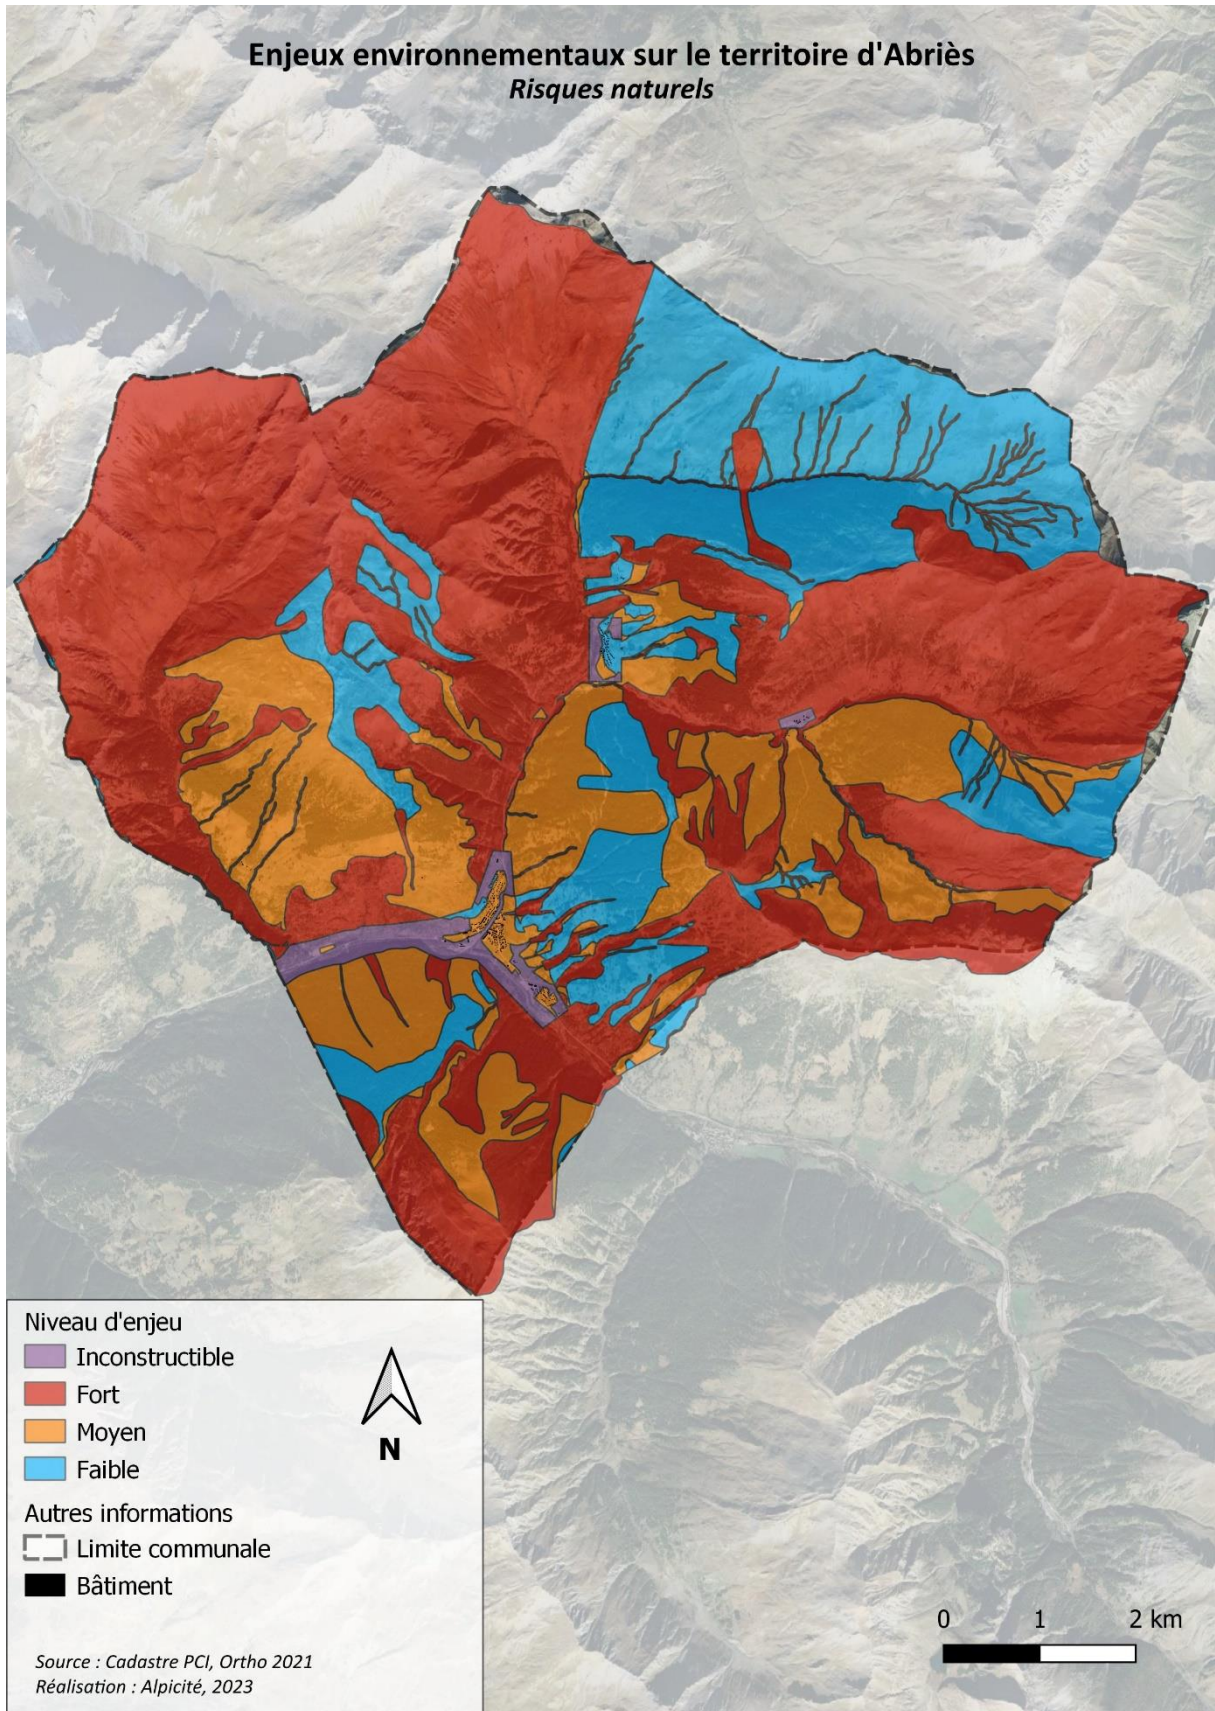 Enjeux environnementaux sur le territoire d'Abriès
Risques naturels
Niveau d'enjeu
Inconstructible
Fort
Moyen
Faible
N
Autres informations
Limite communale
Bâtiment
Source : Cadastre PCI, Ortho 2021
Réalisation : Alpicité, 2023
0 1 2 km